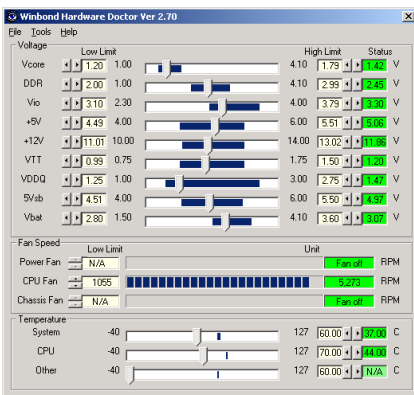 Winbond Hardware Doctor Ver 2.70
File Tools Help
Voltage
Low Limit High Limit Status
Vcore 1.20 1.00 4.10 1.79 1.42 V
DDR 2.00 1.00 4.10 2.99 2.45 V
Vio 3.10 2.30 4.00 3.79 3.30 V
+5V 4.49 4.00 6.00 5.51 5.06 V
+12V 11.01 10.00 14.00 13.02 11.86 V
VTT 0.99 0.75 1.75 1.50 1.20 V
VDDQ 1.25 1.00 3.00 2.75 1.47 V
5Vsb 4.51 4.00 6.00 5.50 4.97 V
Vbat 2.80 1.50 4.10 3.60 3.07 V
Fan Speed
Low Limit Unit
Power Fan N/A Fan off RPM
CPU Fan 1055 5,273 RPM
Chassis Fan N/A Fan off RPM
Temperature
System -40 127 60.00 37.00 C
CPU -40 127 70.00 44.00 C
Other -40 127 60.00 N/A C